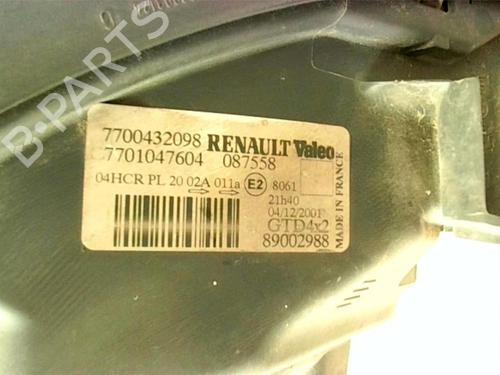 B-PARTS
7700432098 RENAULT Valeo
7701047604 087558
04HCR PL 20 02A 011a E2 8061
21h40
04/12/2001
GTD4x2
89002988
MADE IN FRANCE